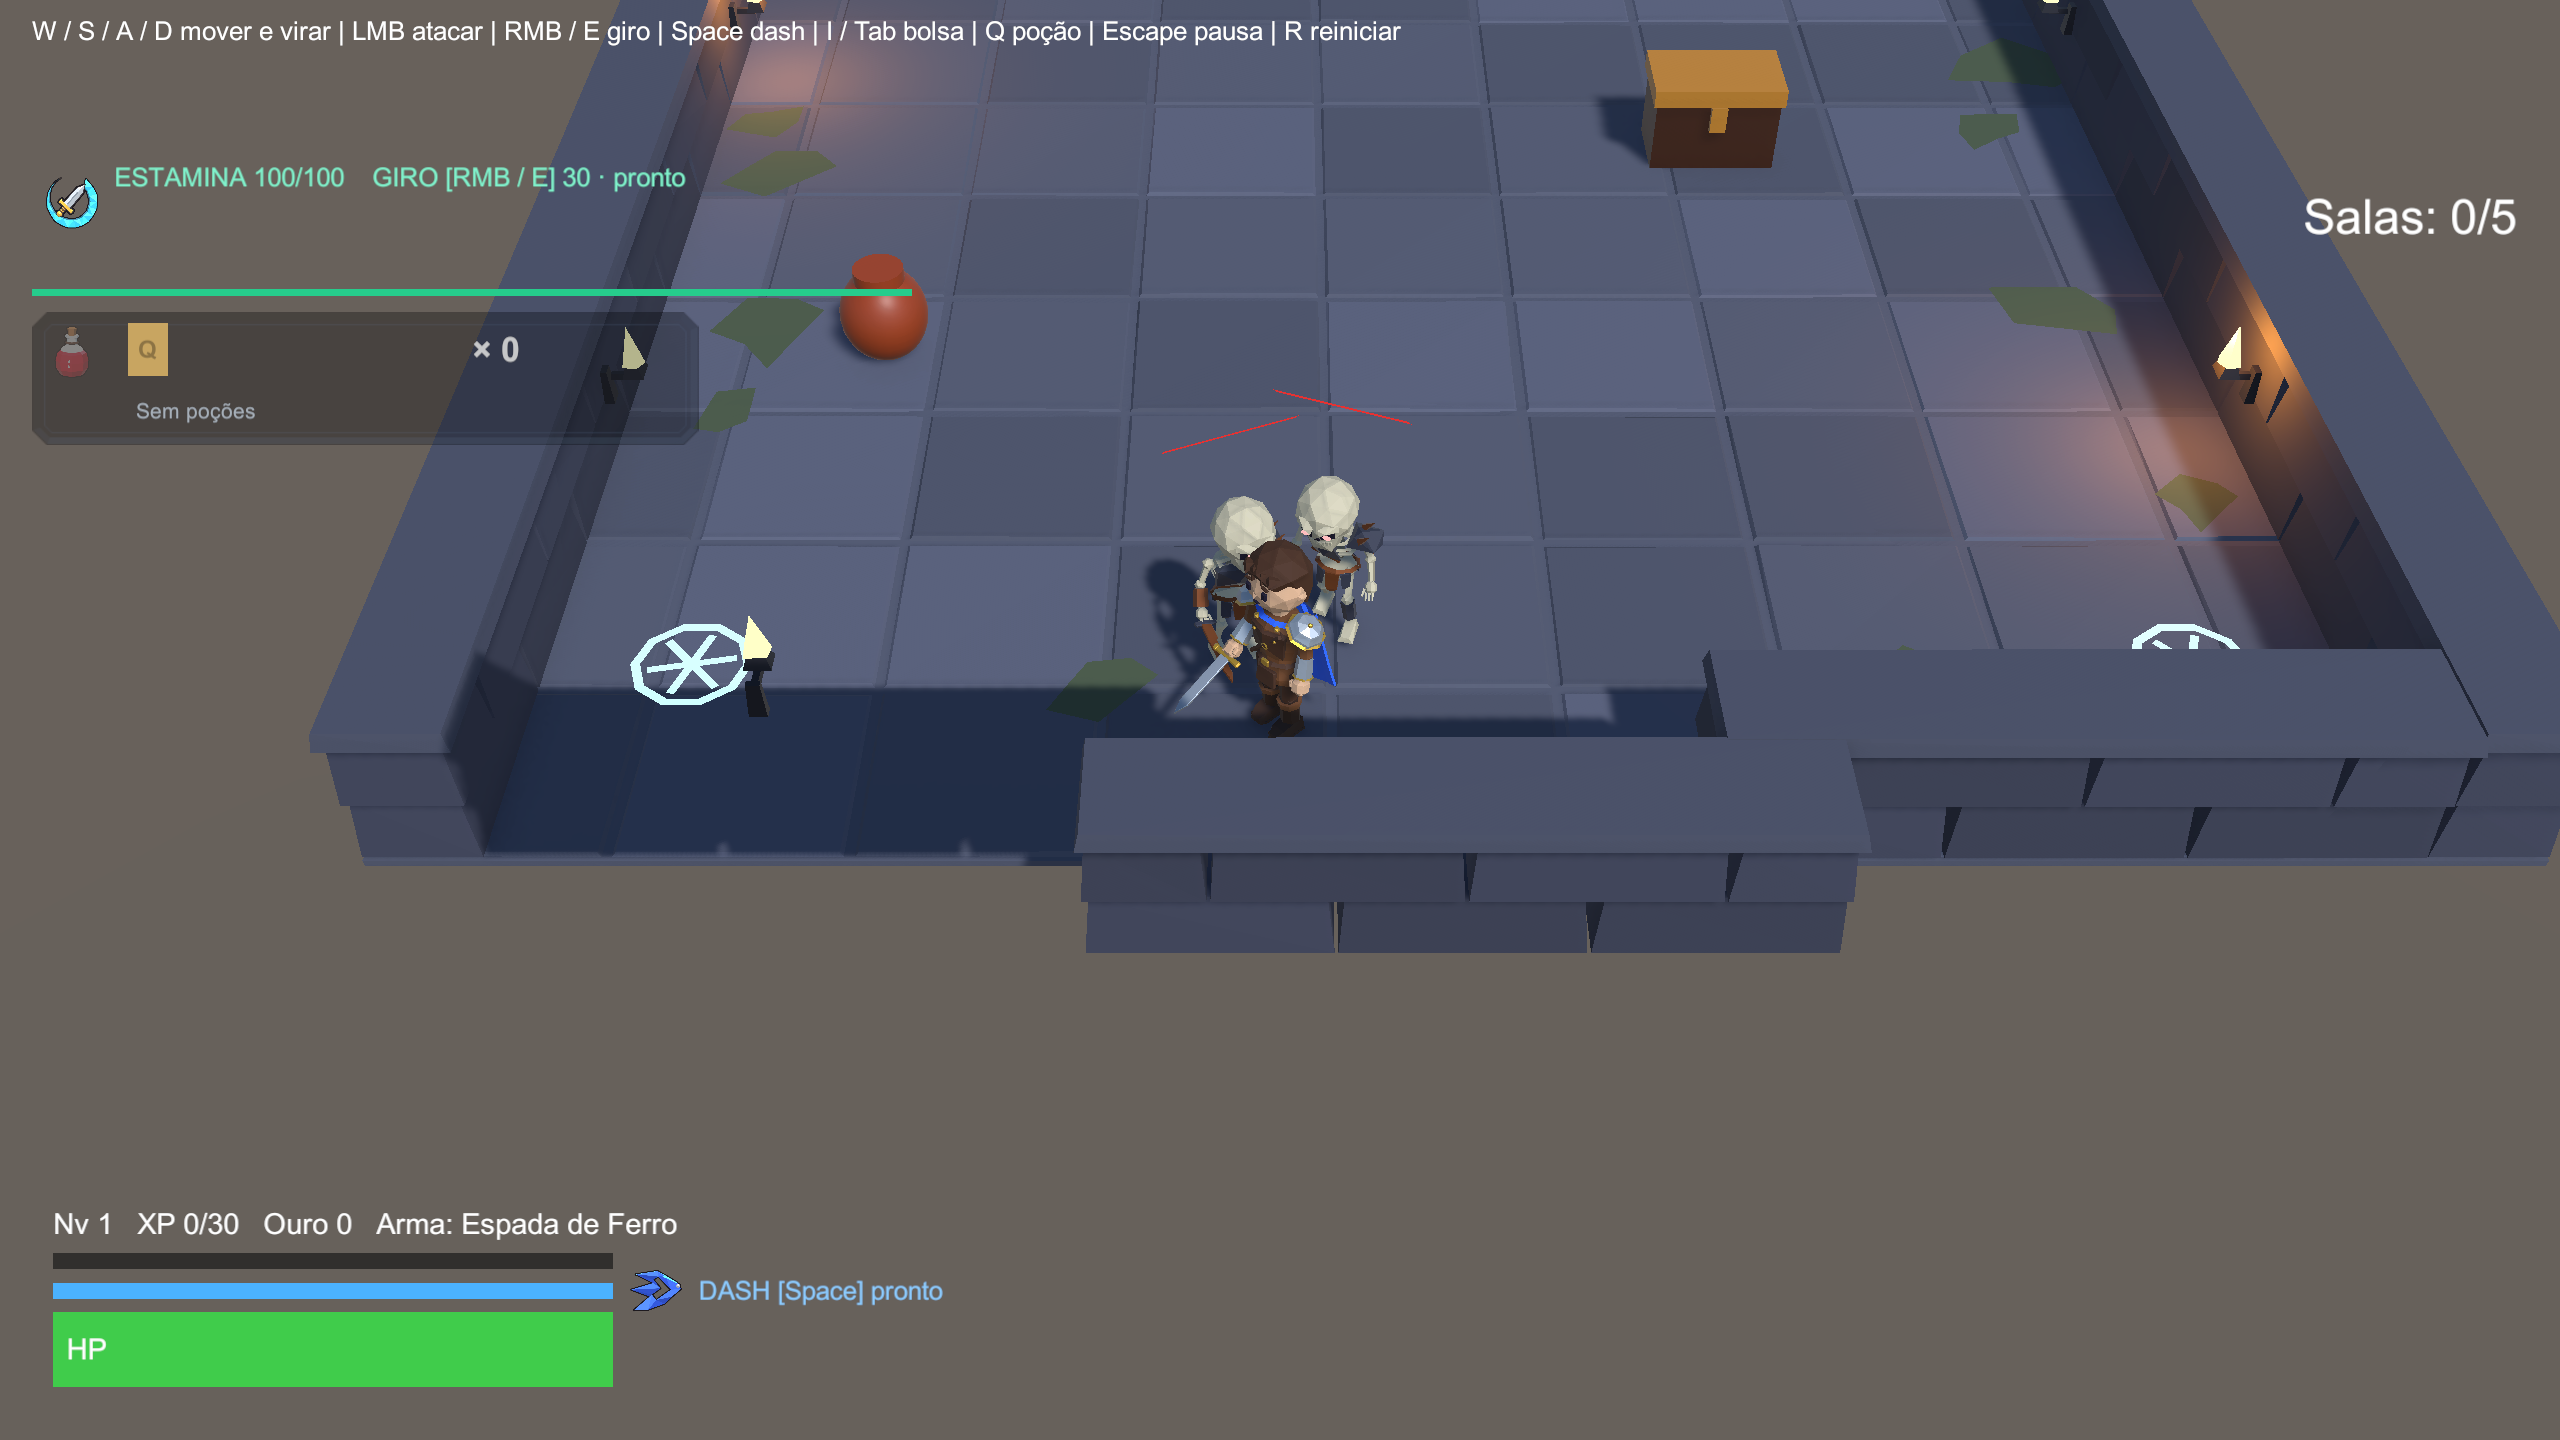 W / S / A / D mover e virar | LMB atacar | RMB / E giro | Space dash | I / Tab bolsa | Q poção | Escape pausa | R reiniciar
ESTAMINA 100/100 GIRO [RMB / E] 30 · pronto
Salas: 0/5
Q × 0
Sem poções
Nv 1 XP 0/30 Ouro 0 Arma: Espada de Ferro
DASH [Space] pronto
HP